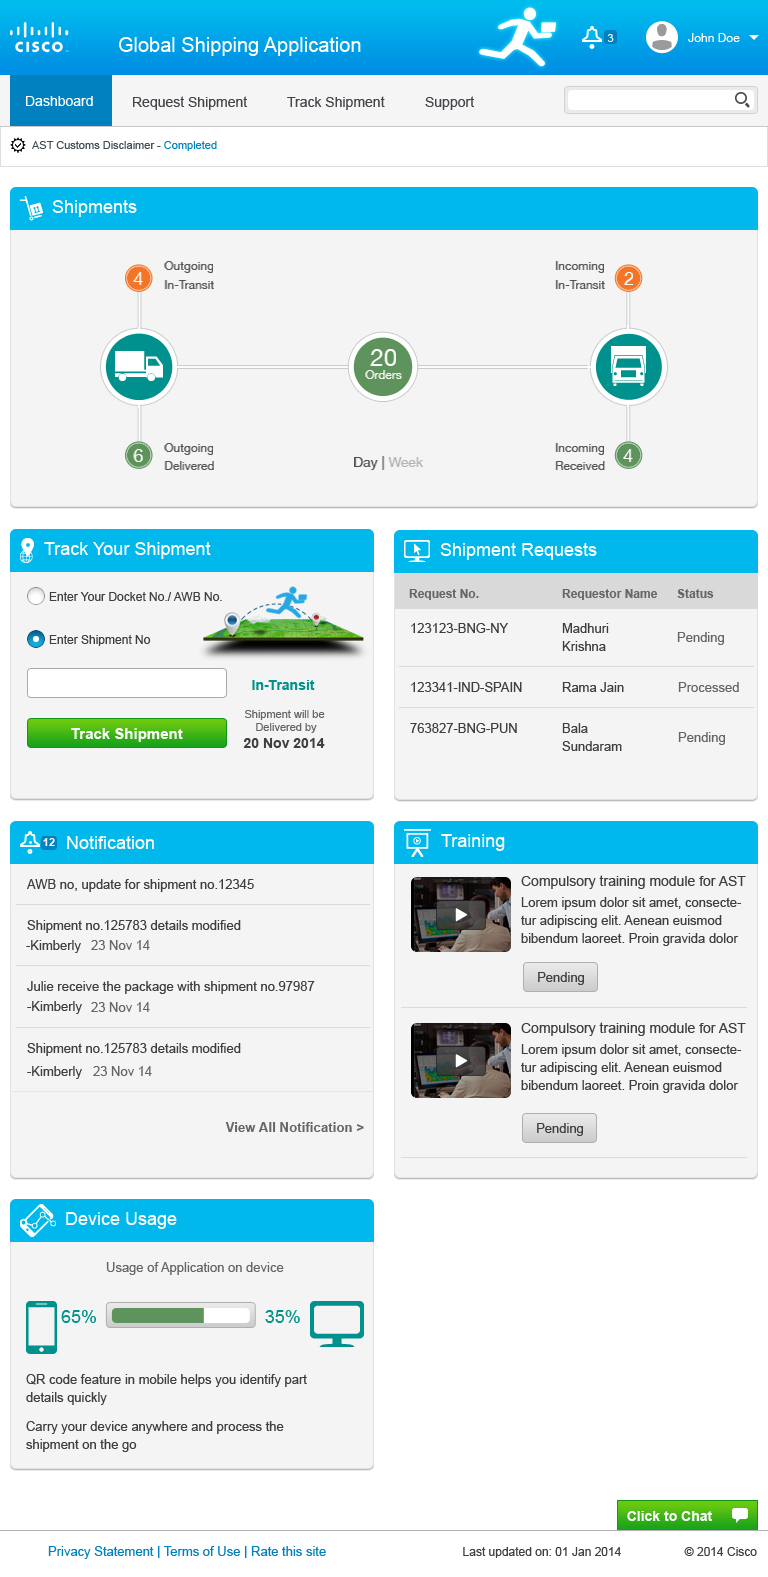 CISCO
Global Shipping Application
3
John Doe
Dashboard
Request Shipment
Track Shipment
Support
AST Customs Disclaimer - Completed
Shipments
4
Outgoing
In-Transit
Incoming
In-Transit
2
20
Orders
6
Outgoing
Delivered
Day | Week
Incoming
Received
4
Track Your Shipment
Enter Your Docket No./ AWB No.
Enter Shipment No
In-Transit
Track Shipment
Shipment will be
Delivered by
20 Nov 2014
Shipment Requests
Request No. Requestor Name Status
123123-BNG-NY Madhuri
Krishna Pending
123341-IND-SPAIN Rama Jain Processed
763827-BNG-PUN Bala
Sundaram Pending
12
Notification
AWB no, update for shipment no.12345
Shipment no.125783 details modified
-Kimberly 23 Nov 14
Julie receive the package with shipment no.97987
-Kimberly 23 Nov 14
Shipment no.125783 details modified
-Kimberly 23 Nov 14
View All Notification >
Training
Compulsory training module for AST
Lorem ipsum dolor sit amet, consecte-
tur adipiscing elit. Aenean euismod
bibendum laoreet. Proin gravida dolor
Pending
Compulsory training module for AST
Lorem ipsum dolor sit amet, consecte-
tur adipiscing elit. Aenean euismod
bibendum laoreet. Proin gravida dolor
Pending
Device Usage
Usage of Application on device
65%
35%
QR code feature in mobile helps you identify part
details quickly
Carry your device anywhere and process the
shipment on the go
Click to Chat
Privacy Statement | Terms of Use | Rate this site
Last updated on: 01 Jan 2014
© 2014 Cisco